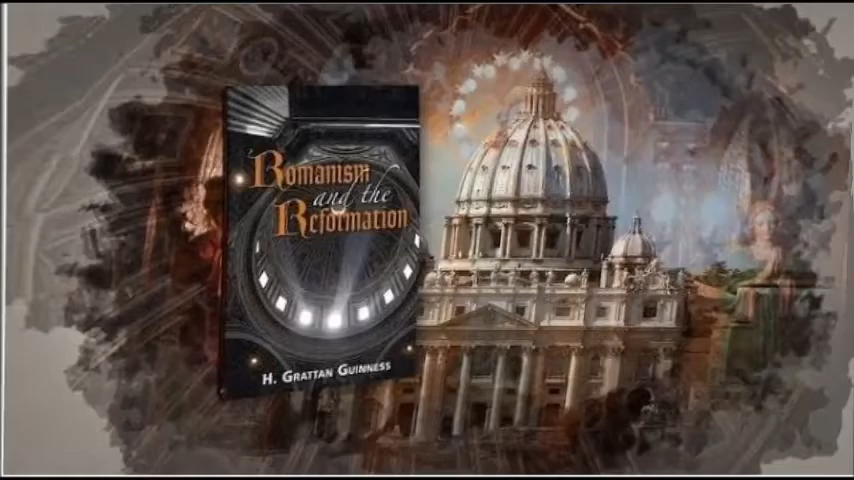 Romanism
and the
Reformation
H. GRATTAN GUINNESS